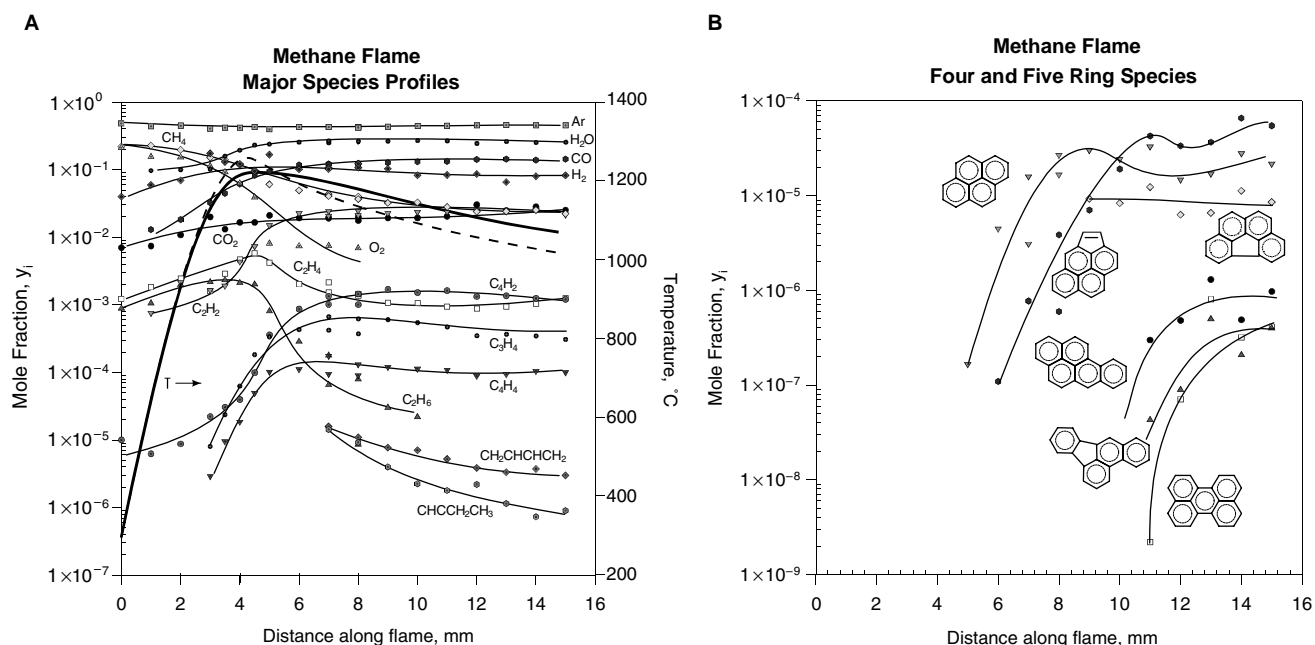 A
Methane Flame
Major Species Profiles
1×10⁰
1×10⁻¹
1×10⁻²
1×10⁻³
1×10⁻⁴
1×10⁻⁵
1×10⁻⁶
1×10⁻⁷
Mole Fraction, yᵢ
0 2 4 6 8 10 12 14 16
Distance along flame, mm
1400
1200
1000
800
600
400
200
Temperature, °C
Ar
CH₄
H₂O
CO
H₂
CO₂
O₂
C₂H₄
C₂H₂
C₄H₂
C₃H₄
C₄H₄
T →
C₂H₆
CH₂CHCHCH₂
CHCCH₂CH₃
B
Methane Flame
Four and Five Ring Species
1×10⁻⁴
1×10⁻⁵
1×10⁻⁶
1×10⁻⁷
1×10⁻⁸
1×10⁻⁹
Mole Fraction, yᵢ
0 2 4 6 8 10 12 14 16
Distance along flame, mm